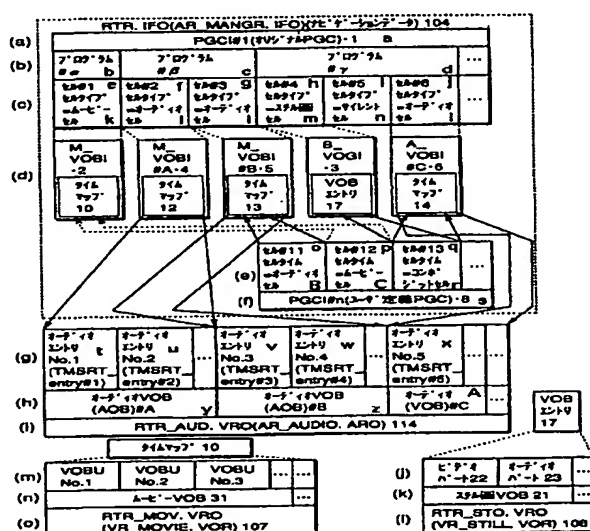 RTR. IFO(AR_MANGR. IFO)(ナビゲーションデータ) 104
(a) PGCI#1(オリジナルPGC)・1 a
(b) プログラム #α b プログラム #β c プログラム #γ d ...
(c) セル#1 e セルタイプ =ムービーセル k
セル#2 f セルタイプ =オーディオセル l
セル#3 g セルタイプ =オーディオセル l
セル#4 h セルタイプ =スチル画セル m
セル#5 i セルタイプ =サイレントセル n
セル#6 j セルタイプ =オーディオセル l
...
(d) M_VOBI ・2 タイムマップ 10
M_VOBI #A・4 タイムマップ 12
M_VOBI #B・5 タイムマップ 13
B_VOGI ・3 VOBエントリ 17
A_VOBI #C・6 タイムマップ 14
(e) セル#11 o セルタイム =オーディオセル B
セル#12 p セルタイム =ムービーセル C
セル#13 q セルタイム =コンポジットセル r
...
(f) PGCI#n(ユーザ定義PGC)・8 s
(g) オーディオエントリ No.1 t (TMSRT_entry#1)
オーディオエントリ No.2 u (TMSRT_entry#2)
...
オーディオエントリ No.3 v (TMSRT_entry#3)
オーディオエントリ No.4 w (TMSRT_entry#4)
...
オーディオエントリ No.5 x (TMSRT_entry#5)
...
(h) オーディオVOB (AOB)#A y オーディオVOB (AOB)#B z オーディオ (VOB)#C A ...
(i) RTR_AUD. VRO(AR_AUDIO. ARO) 114
タイムマップ 10
(m) VOBU No.1 VOBU No.2 VOBU No.3 ... ...
(n) ムービーVOB 31 ...
(o) RTR_MOV. VRO (VR_MOVIE, VOR) 107
VOBエントリ 17
(j) ビデオパート22 オーディオパート 23 ...
(k) スチル画VOB 21 ...
(l) RTR_STO. VRO (VR_STILL, VOR) 108